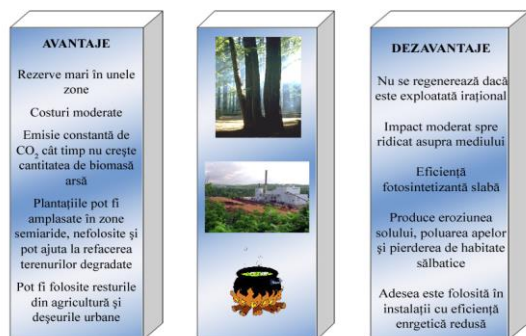 AVANTAJE
Rezerve mari în unele
zone
Costuri moderate
Emisie constantă de
CO₂ cât timp nu crește
cantitatea de biomasă
arsă
Plantațiile pot fi
amplasate în zone
semiaride, nefolosite și
pot ajuta la refacerea
terenurilor degradate
Pot fi folosite resturile
din agricultură și
deșeurile urbane
DEZAVANTAJE
Nu se regenerează dacă
este exploatată irațional
Impact moderat spre
ridicat asupra mediului
Eficiență
fotosintetizantă slabă
Produce eroziunea
solului, poluarea apelor
și pierderea de habitate
sălbatice
Adesea este folosită în
instalații cu eficiență
enrgetică redusă